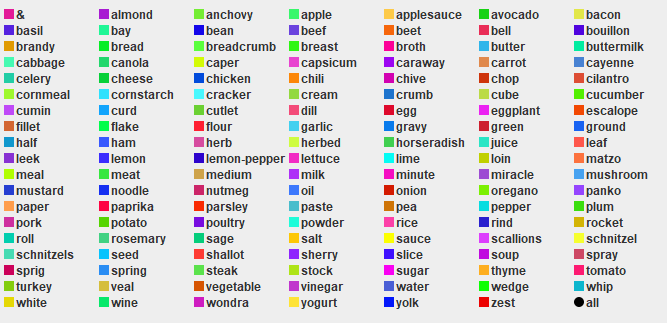 & almond anchovy apple applesauce avocado bacon
basil bay bean beef beet bell bouillon
brandy bread breadcrumb breast broth butter buttermilk
cabbage canola caper capsicum caraway carrot cayenne
celery cheese chicken chili chive chop cilantro
cornmeal cornstarch cracker cream crumb cube cucumber
cumin curd cutlet dill egg eggplant escalope
fillet flake flour garlic gravy green ground
half ham herb herbed horseradish juice leaf
leek lemon lemon-pepper lettuce lime loin matzo
meal meat medium milk minute miracle mushroom
mustard noodle nutmeg oil onion oregano panko
paper paprika parsley paste pea pepper plum
pork potato poultry powder rice rind rocket
roll rosemary sage salt sauce scallions schnitzel
schnitzels seed shallot sherry slice soup spray
sprig spring steak stock sugar thyme tomato
turkey veal vegetable vinegar water wedge whip
white wine wondra yogurt yolk zest all